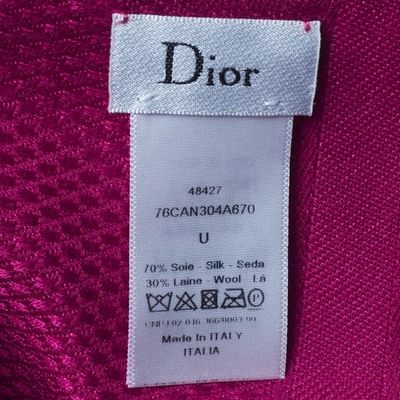 Dior
48427
76CAN304A670
U
70% Soie - Silk - Seda
30% Laine - Wool - Lã
P
Made in ITALY
ITALIA